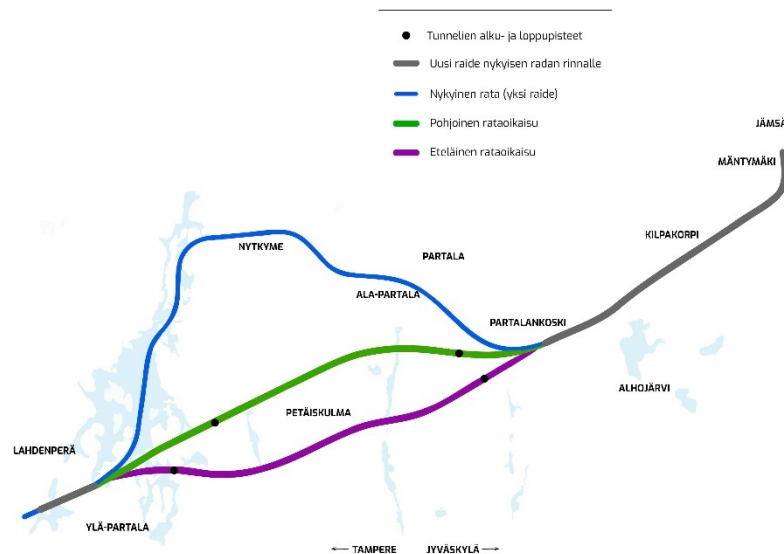 Tunnelien alku- ja loppupisteet
Uusi raide nykyisen radan rinnalle
Nykyinen rata (yksi raide)
Pohjoinen rataoikaisu
Eteläinen rataoikaisu
JÄMSÄ
MÄNTYMÄKI
KILPAKORPI
NYTKYME
PARTALA
ALA-PARTALA
PARTALANKOSKI
ALHOJÄRVI
PETÄISKULMA
LAHDENPERÄ
YLÄ-PARTALA
← TAMPERE JYVÄSKYLÄ →